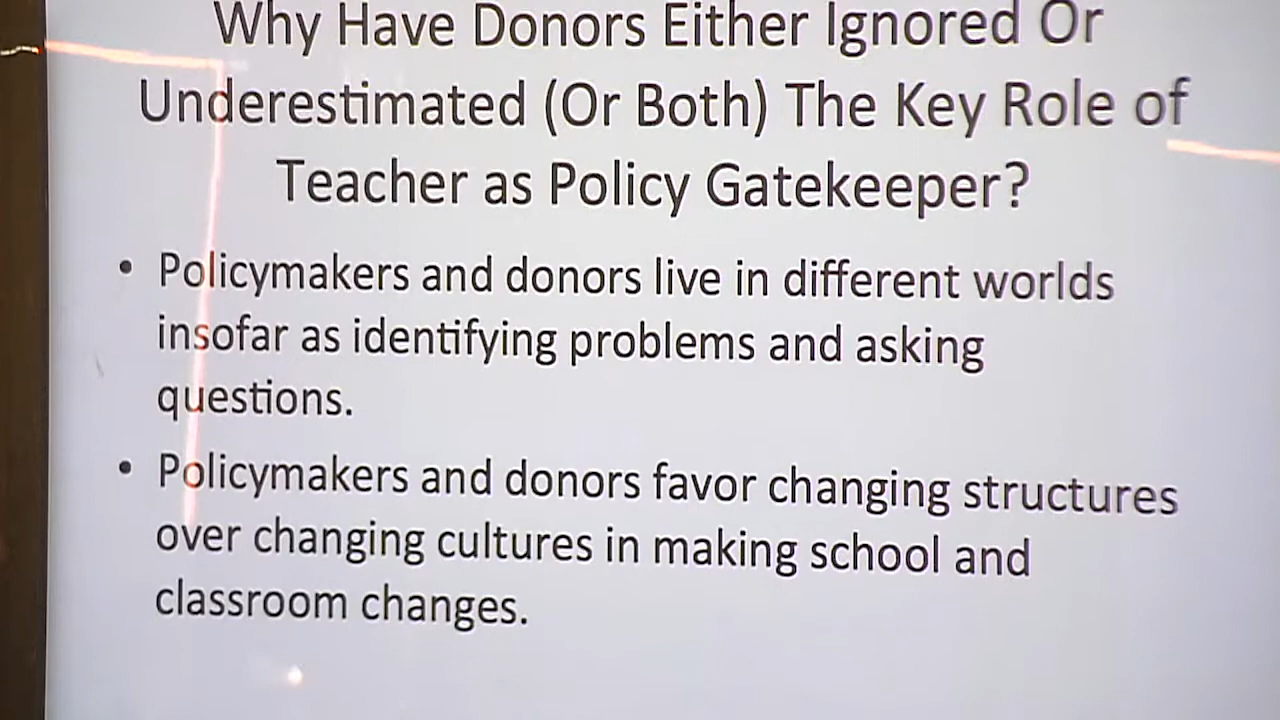 Why Have Donors Either Ignored Or
Underestimated (Or Both) The Key Role of
Teacher as Policy Gatekeeper?
• Policymakers and donors live in different worlds
insofar as identifying problems and asking
questions.
• Policymakers and donors favor changing structures
over changing cultures in making school and
classroom changes.